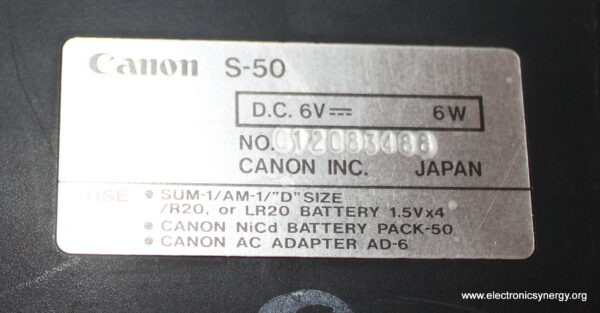 Canon S-50
D.C. 6V⎓ 6W
NO. G12083488
CANON INC. JAPAN
USE • SUM-1/AM-1/"D" SIZE
/R20, or LR20 BATTERY 1.5V×4
• CANON NiCd BATTERY PACK-50
• CANON AC ADAPTER AD-6
www.electronicsynergy.org